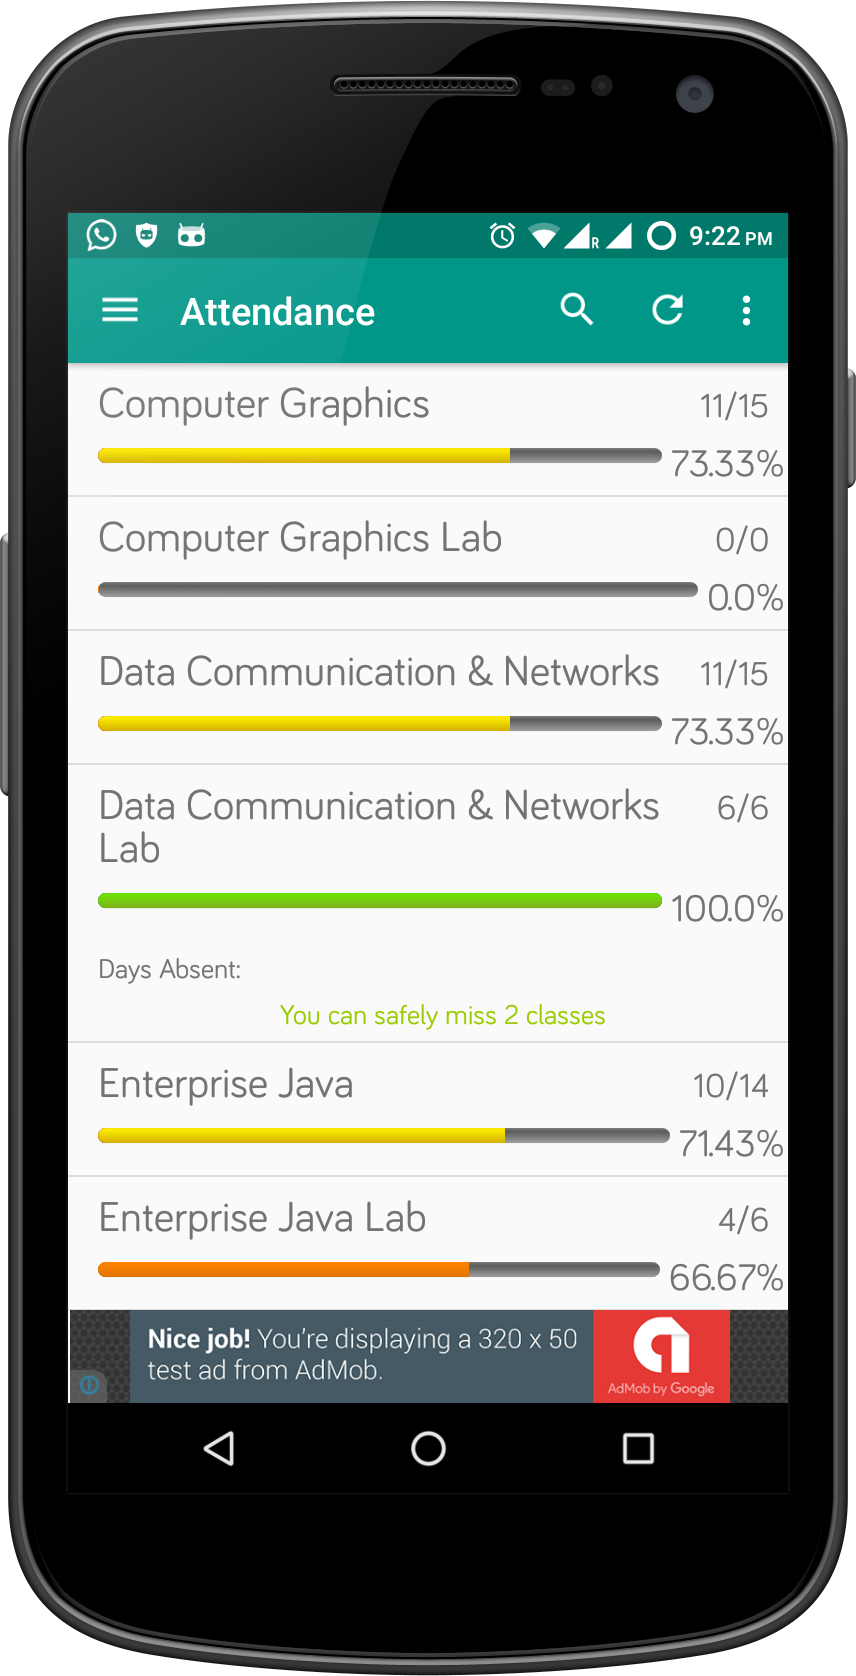 R
9:22 PM
Attendance
Computer Graphics 11/15
73.33%
Computer Graphics Lab 0/0
0.0%
Data Communication & Networks 11/15
73.33%
Data Communication & Networks 6/6
Lab
100.0%
Days Absent:
You can safely miss 2 classes
Enterprise Java 10/14
71.43%
Enterprise Java Lab 4/6
66.67%
Nice job! You're displaying a 320 x 50
test ad from AdMob.
AdMob by Google